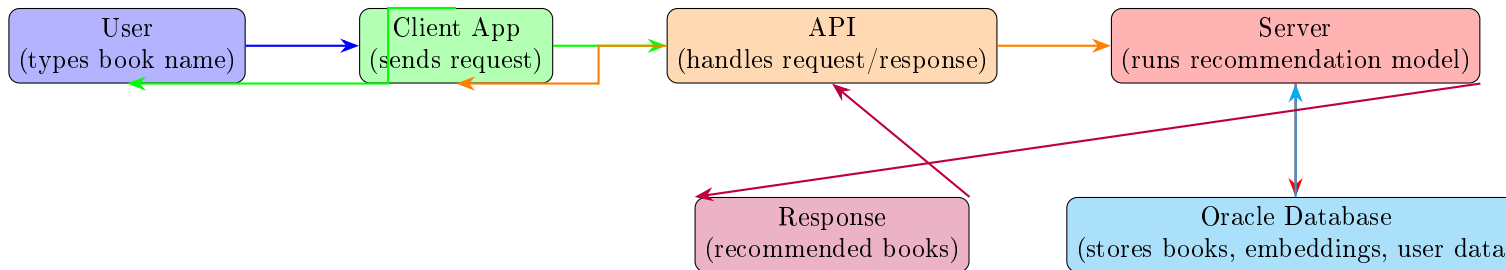 User
(types book name)
Client App
(sends request)
API
(handles request/response)
Server
(runs recommendation model)
Response
(recommended books)
Oracle Database
(stores books, embeddings, user data